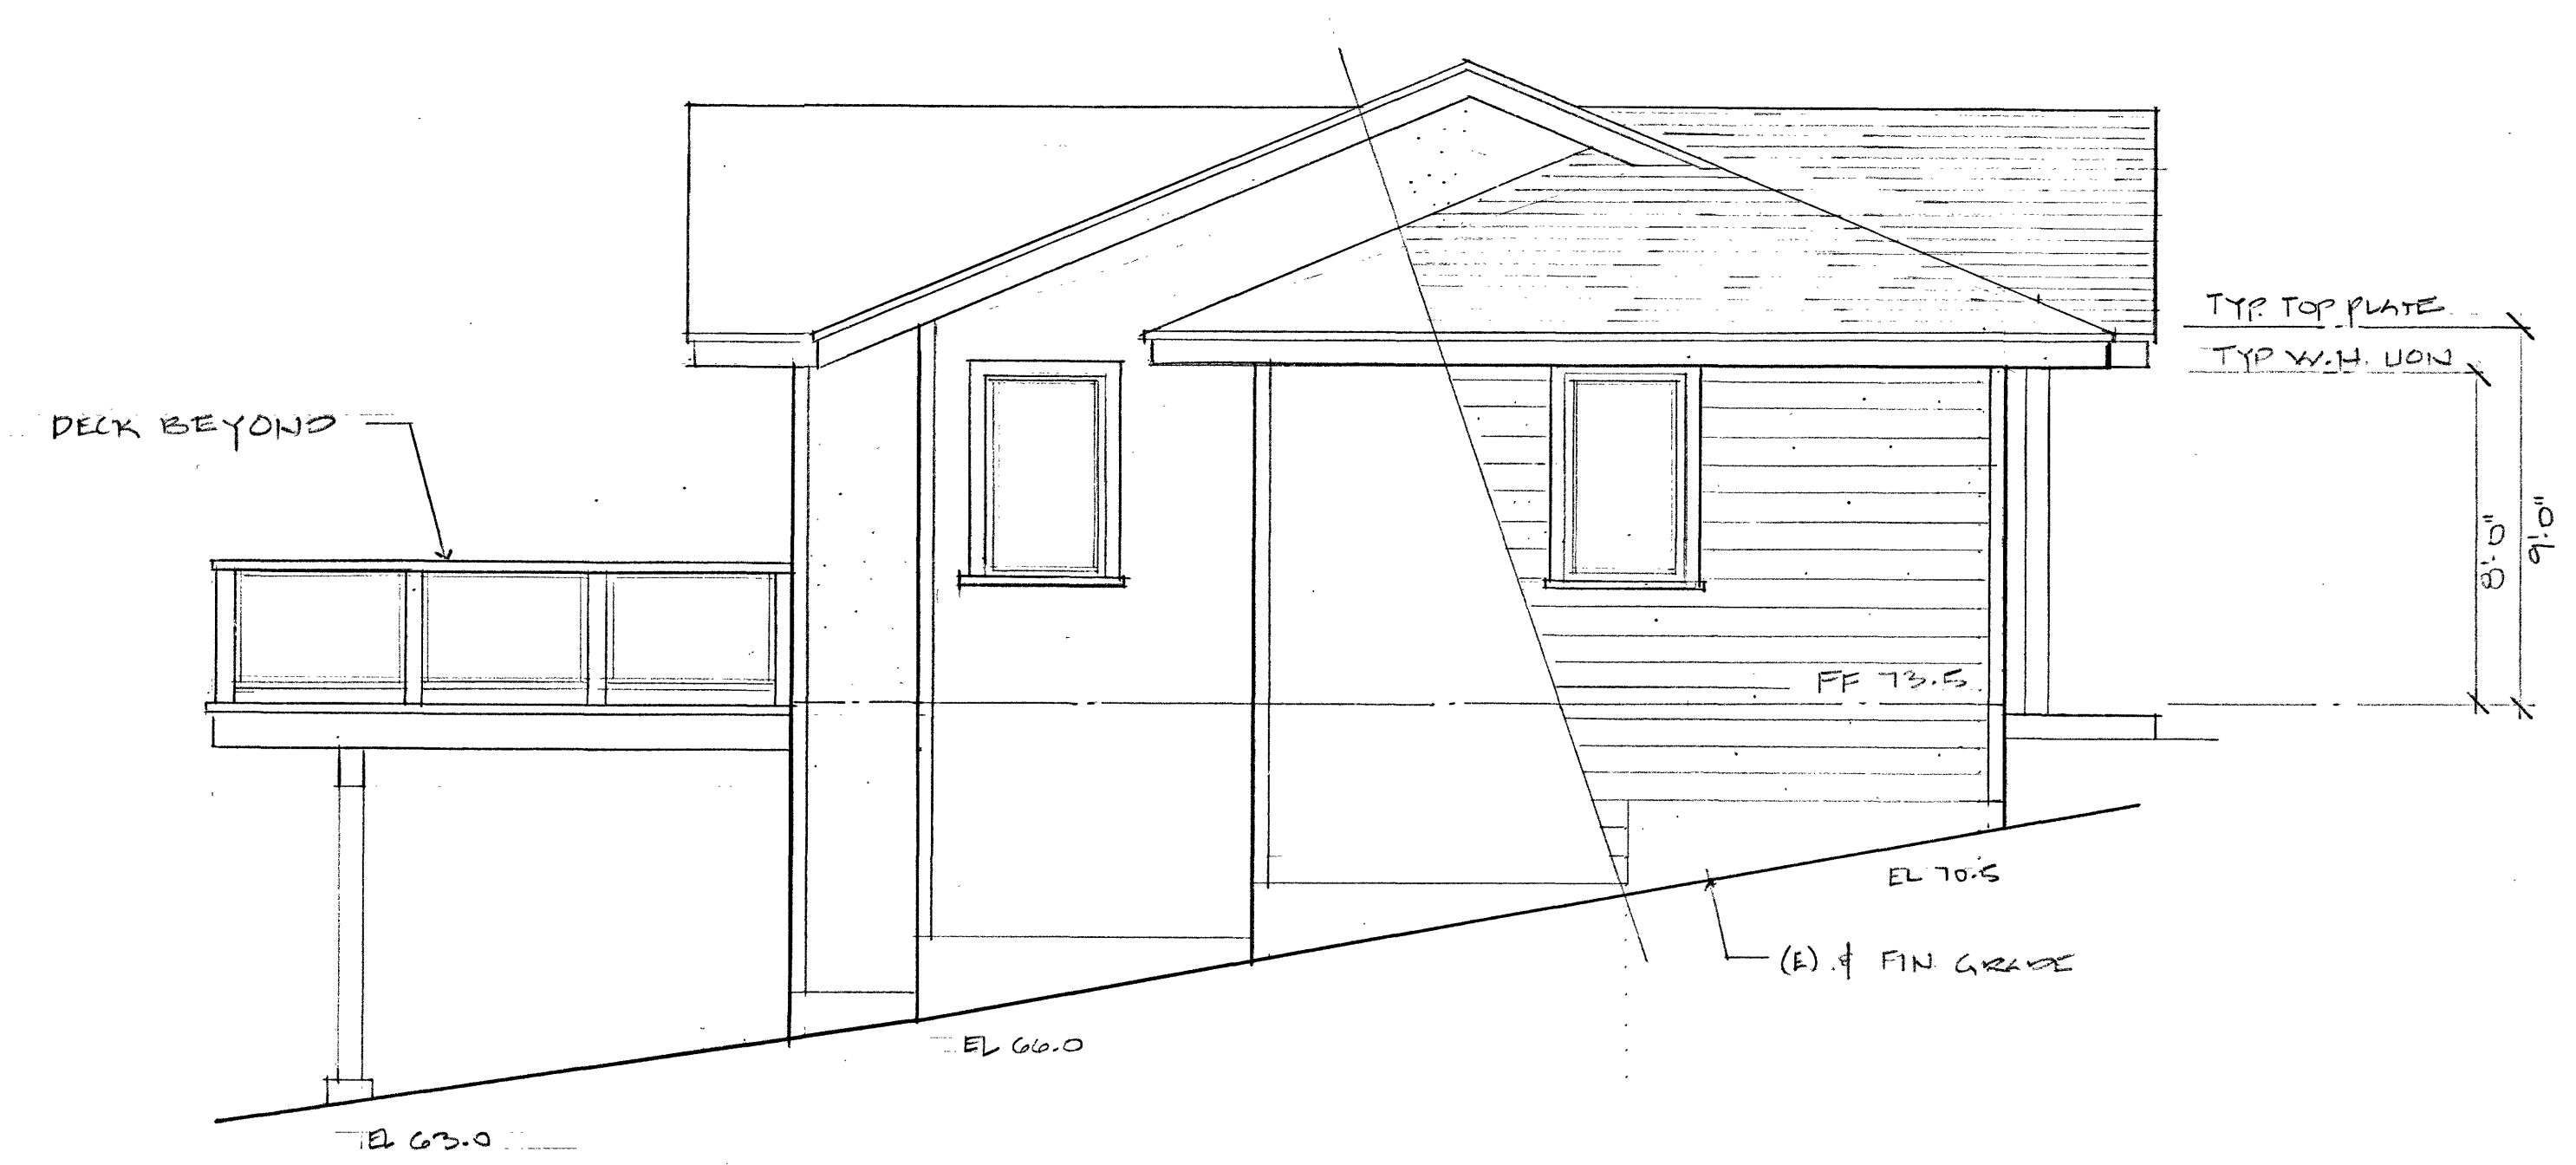 TYP. TOP PLATE
TYP W.H. UON
DECK BEYOND
8'-0"
9'-0"
FF 73.5
EL 70.5
(E) & FIN. GRADE
EL 66.0
EL 63.0